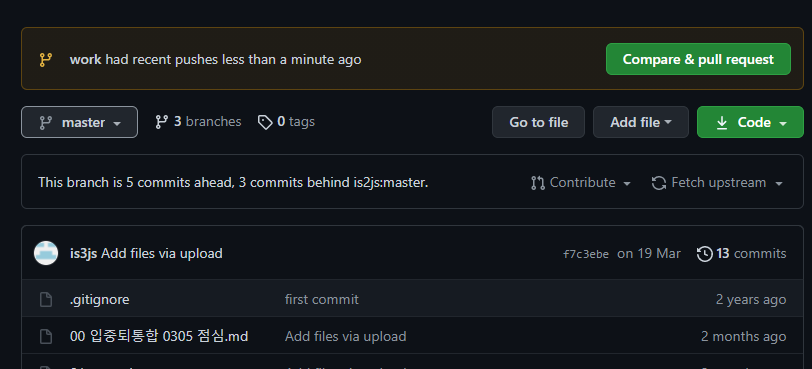 work had recent pushes less than a minute ago
Compare & pull request
master
3 branches
0 tags
Go to file
Add file
Code
This branch is 5 commits ahead, 3 commits behind is2js:master.
Contribute
Fetch upstream
is3js Add files via upload
f7c3ebe on 19 Mar
13 commits
.gitignore
first commit
2 years ago
00 입중퇴통합 0305 점심.md
Add files via upload
2 months ago